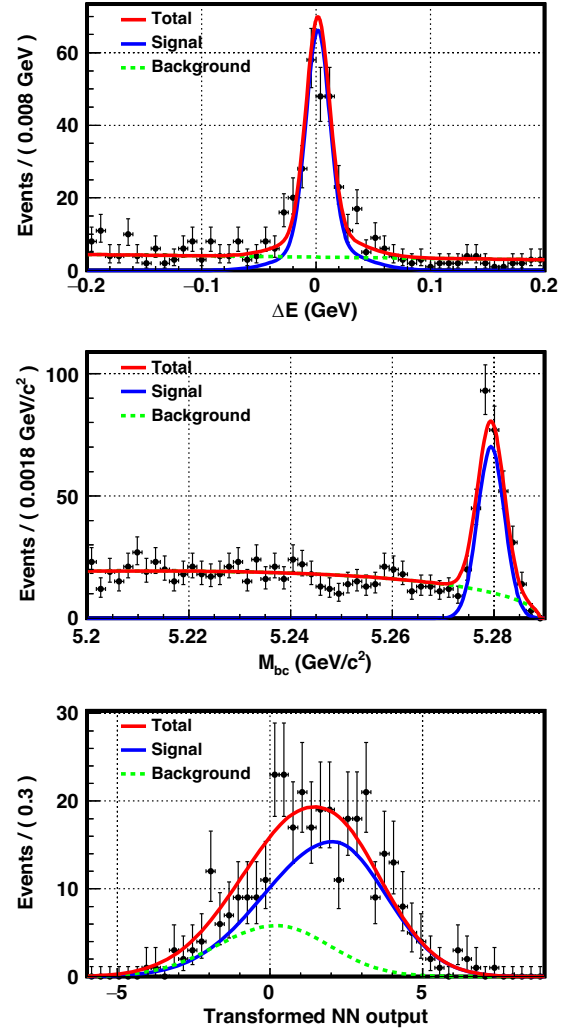 Events / ( 0.008 GeV )
60
40
20
0
Total
Signal
Background
−0.2
−0.1
0
0.1
0.2
ΔE (GeV)
Events / ( 0.0018 GeV/c²)
100
50
0
Total
Signal
Background
5.2
5.22
5.24
5.26
5.28
M_bc (GeV/c²)
Events / ( 0.3 )
30
20
10
0
Total
Signal
Background
−5
0
5
Transformed NN output